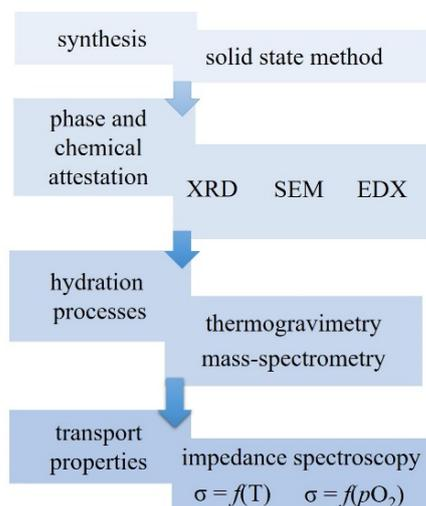 synthesis
solid state method
phase and
chemical
attestation
XRD SEM EDX
hydration
processes
thermogravimetry
mass-spectrometry
transport
properties
impedance spectroscopy
σ = f(T) σ = f(pO₂)